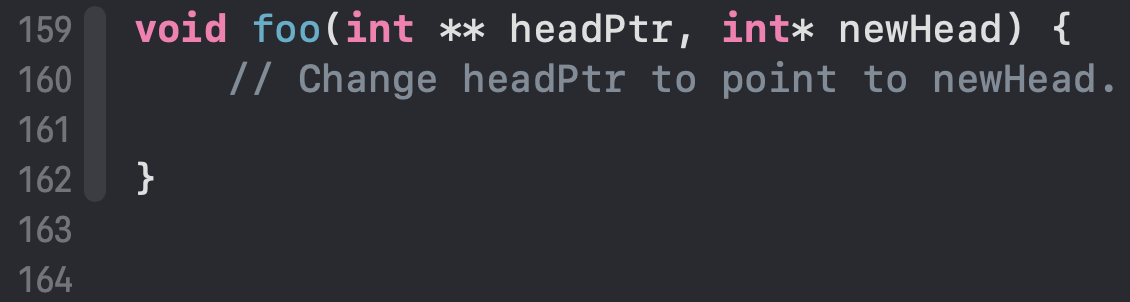 159 void foo(int ** headPtr, int* newHead) {
160 // Change headPtr to point to newHead.
161
162 }
163
164